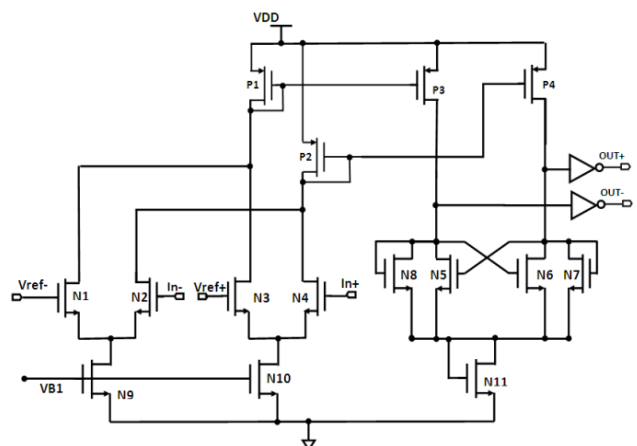 VDD
P1
P3
P4
P2
OUT+
OUT-
N8
N5
N6
N7
Vref-
N1
N2
In-
Vref+
N3
N4
In+
VB1
N9
N10
N11